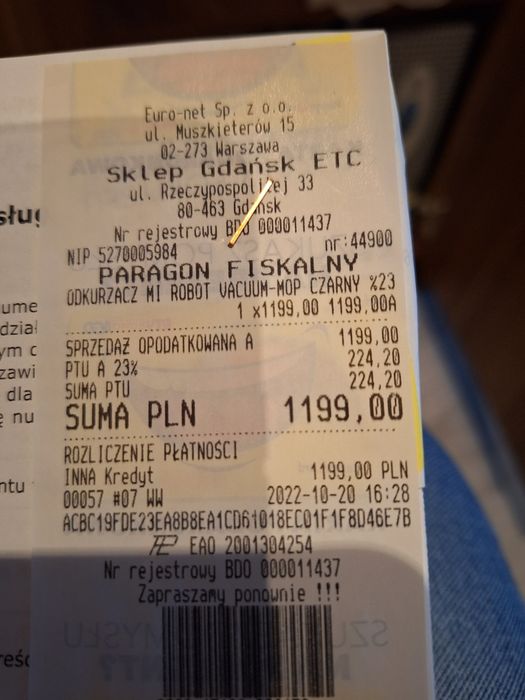 Euro-net Sp. z o.o.
ul. Muszkieterów 15
02-273 Warszawa
Sklep Gdańsk ETC
ul. Rzeczypospolitej 33
80-463 Gdańsk
Nr rejestrowy BDO 000011437
NIP 5270005984 nr:44900
PARAGON FISKALNY
ODKURZACZ MI ROBOT VACUUM-MOP CZARNY %23
1 x1199,00 1199,00A
SPRZEDAŻ OPODATKOWANA A 1199,00
PTU A 23% 224,20
SUMA PTU 224,20
SUMA PLN 1199,00
ROZLICZENIE PŁATNOŚCI
INNA Kredyt 1199,00 PLN
00057 #07 WW 2022-10-20 16:28
ACBC19FDE23EA8B8EA1CD61018EC01F1F8D46E7B
EAO 2001304254
Nr rejestrowy BDO 000011437
Zapraszamy ponownie !!!